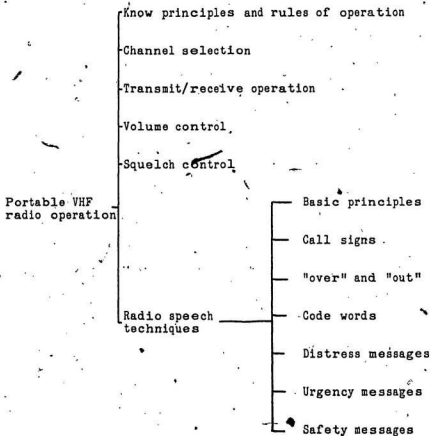 Know principles and rules of operation
Channel selection
Transmit/receive operation
Volume control
Squelch control
Portable VHF
radio operation
Basic principles
Call signs
"over" and "out"
Radio speech
techniques
Code words
Distress messages
Urgency messages
Safety messages